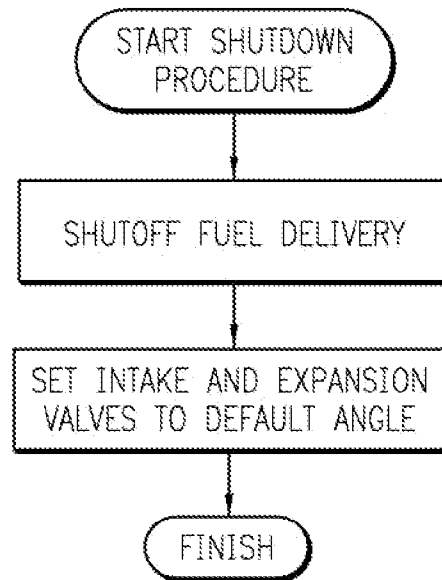 START SHUTDOWN
PROCEDURE
SHUTOFF FUEL DELIVERY
SET INTAKE AND EXPANSION
VALVES TO DEFAULT ANGLE
FINISH